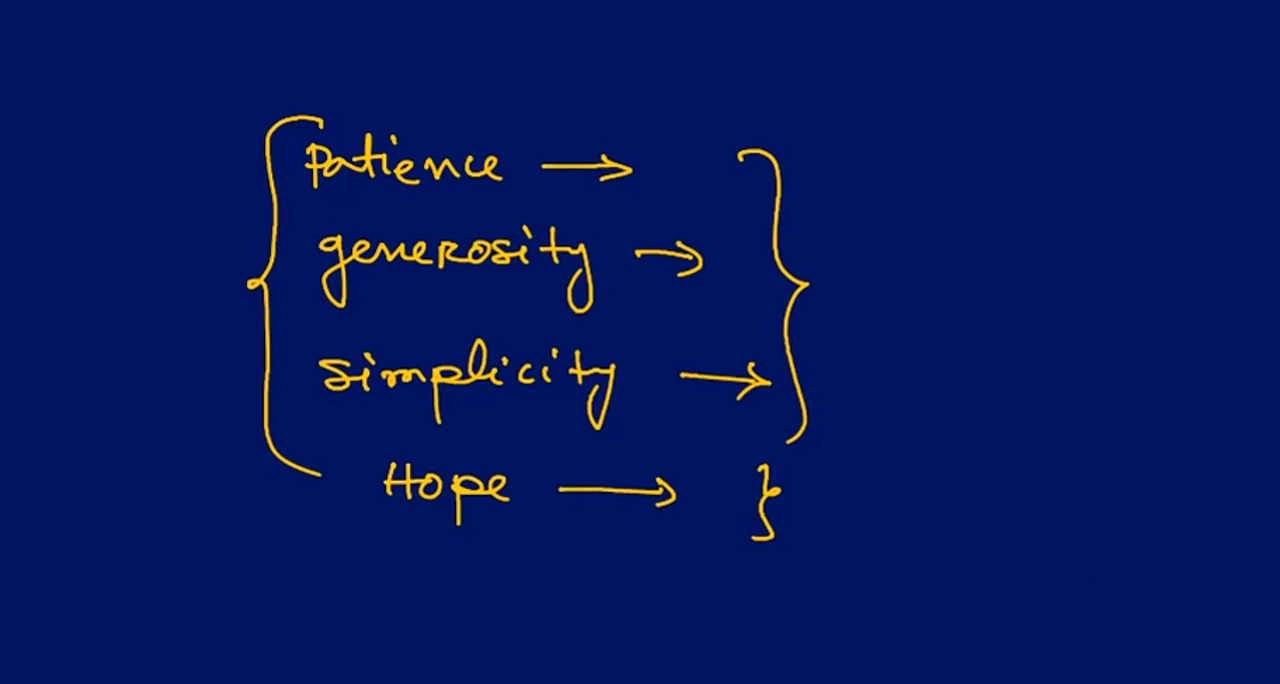 patience →
generosity →
simplicity →
Hope →